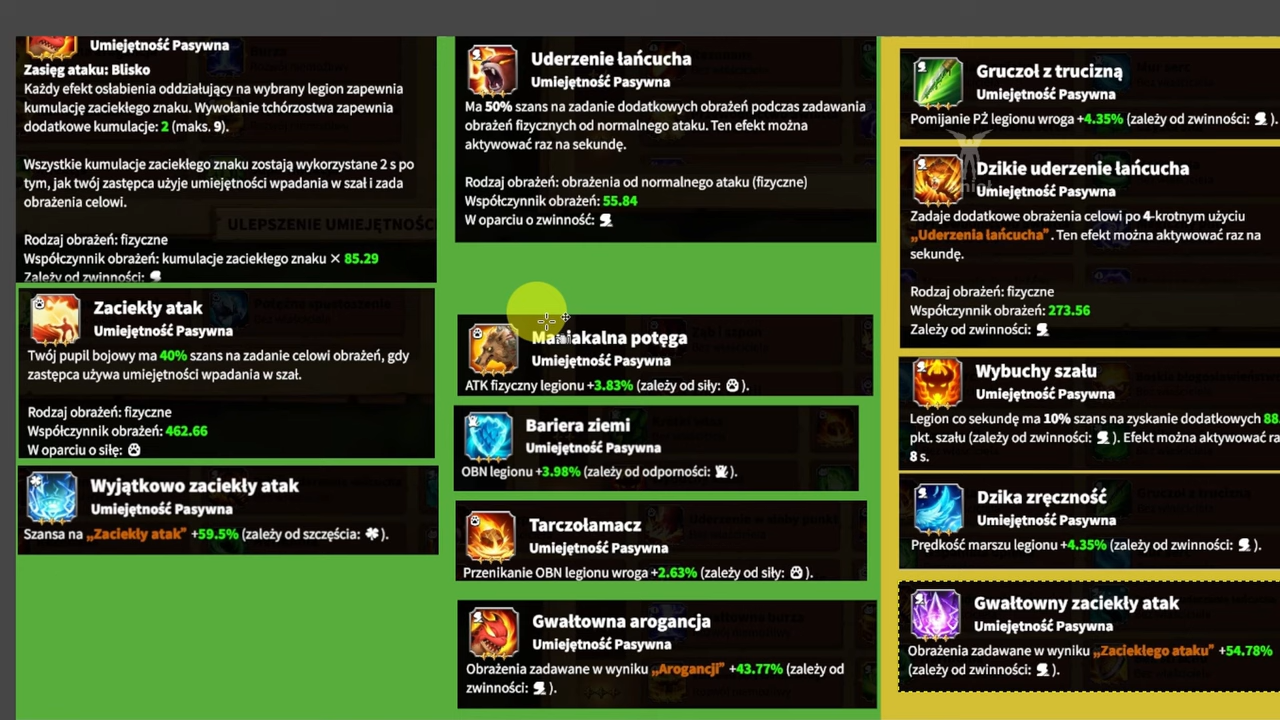 Umiejętność Pasywna
Zasięg ataku: Blisko
Każdy efekt osłabienia oddziałujący na wybrany legion zapewnia
kumulację zaciekłego znaku. Wywołanie tchórzostwa zapewnia
dodatkowe kumulacje: 2 (maks. 9).
Wszystkie kumulacje zaciekłego znaku zostają wykorzystane 2 s po
tym, jak twój zastępca użyje umiejętności wpadania w szał i zada
obrażenia celowi.
ULEPSZENIE UMIEJĘTNOŚCI
Rodzaj obrażeń: fizyczne
Współczynnik obrażeń: kumulacje zaciekłego znaku × 85.29
Zależy od zwinności:
Zaciekły atak
Umiejętność Pasywna
Twój pupil bojowy ma 40% szans na zadanie celowi obrażeń, gdy
zastępca używa umiejętności wpadania w szał.
Rodzaj obrażeń: fizyczne
Współczynnik obrażeń: 462.66
W oparciu o siłę:
Wyjątkowo zaciekły atak
Umiejętność Pasywna
Szansa na „Zaciekły atak” +59.5% (zależy od szczęścia: ).
Uderzenie łańcucha
Umiejętność Pasywna
Ma 50% szans na zadanie dodatkowych obrażeń podczas zadawania
obrażeń fizycznych od normalnego ataku. Ten efekt można
aktywować raz na sekundę.
Rodzaj obrażeń: obrażenia od normalnego ataku (fizyczne)
Współczynnik obrażeń: 55.84
W oparciu o zwinność:
Maniakalna potęga
Umiejętność Pasywna
ATK fizyczny legionu +3.83% (zależy od siły: ).
Bariera ziemi
Umiejętność Pasywna
OBN legionu +3.98% (zależy od odporności: ).
Tarczołamacz
Umiejętność Pasywna
Przenikanie OBN legionu wroga +2.63% (zależy od siły: ).
Gwałtowna arogancja
Umiejętność Pasywna
Obrażenia zadawane w wyniku „Arogancji” +43.77% (zależy od
zwinności: ).
Gruczoł z trucizną
Umiejętność Pasywna
Pomijanie PŻ legionu wroga +4.35% (zależy od zwinności: ).
Dzikie uderzenie łańcucha
Umiejętność Pasywna
Zadaje dodatkowe obrażenia celowi po 4-krotnym użyciu
„Uderzenia łańcucha”. Ten efekt można aktywować raz na
sekundę.
Rodzaj obrażeń: fizyczne
Współczynnik obrażeń: 273.56
Zależy od zwinności:
Wybuchy szału
Umiejętność Pasywna
Legion co sekundę ma 10% szans na zyskanie dodatkowych 88
pkt. szału (zależy od zwinności: ). Efekt można aktywować ra
8 s.
Dzika zręczność
Umiejętność Pasywna
Prędkość marszu legionu +4.35% (zależy od zwinności: ).
Gwałtowny zaciekły atak
Umiejętność Pasywna
Obrażenia zadawane w wyniku „Zaciekłego ataku” +54.78%
(zależy od zwinności: ).